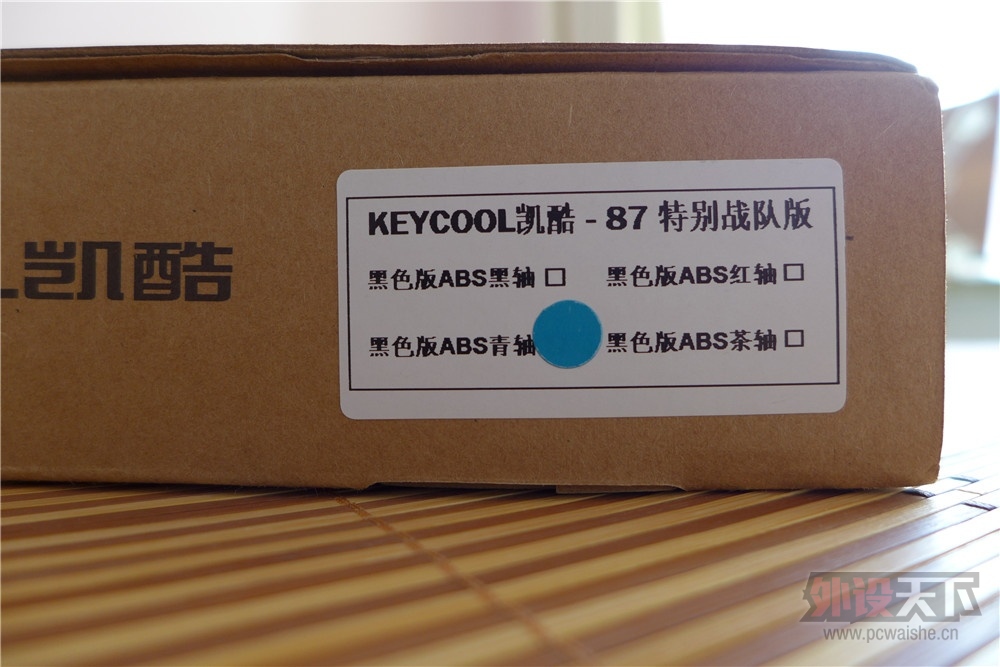 凯酷
KEYCOOL凯酷 - 87 特别战队版
黑色版ABS黑轴 □ 黑色版ABS红轴 □
黑色版ABS青轴 黑色版ABS茶轴 □
外设天下
www.pcwaishe.cn